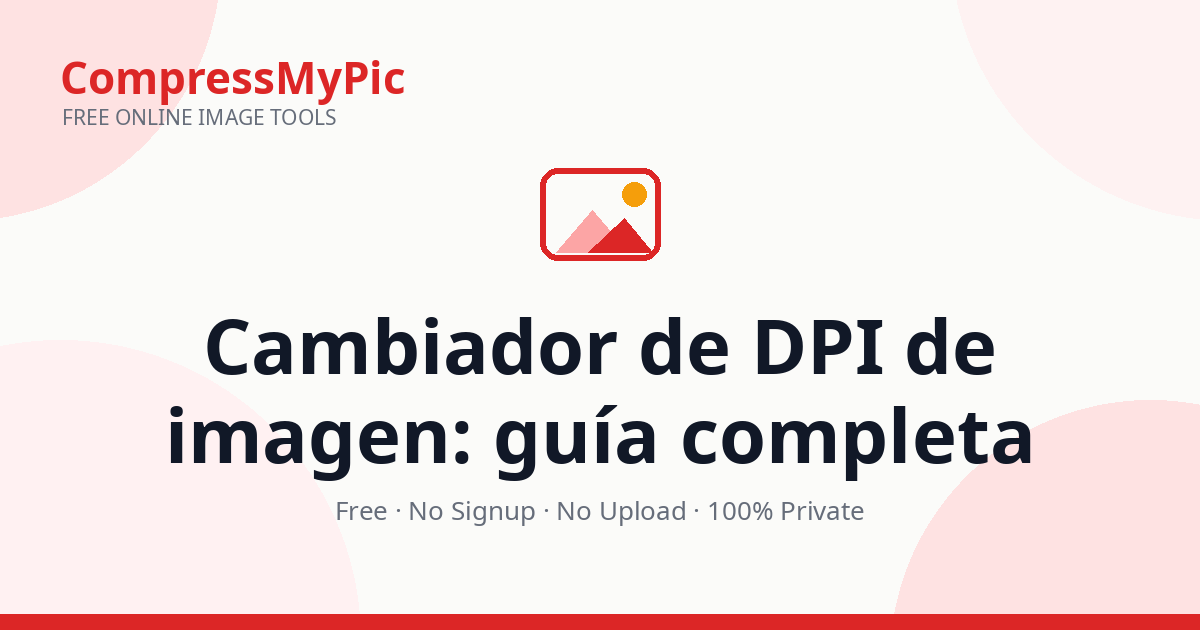 CompressMyPic
FREE ONLINE IMAGE TOOLS
Cambiador de DPI de
imagen: guía completa
Free · No Signup · No Upload · 100% Private